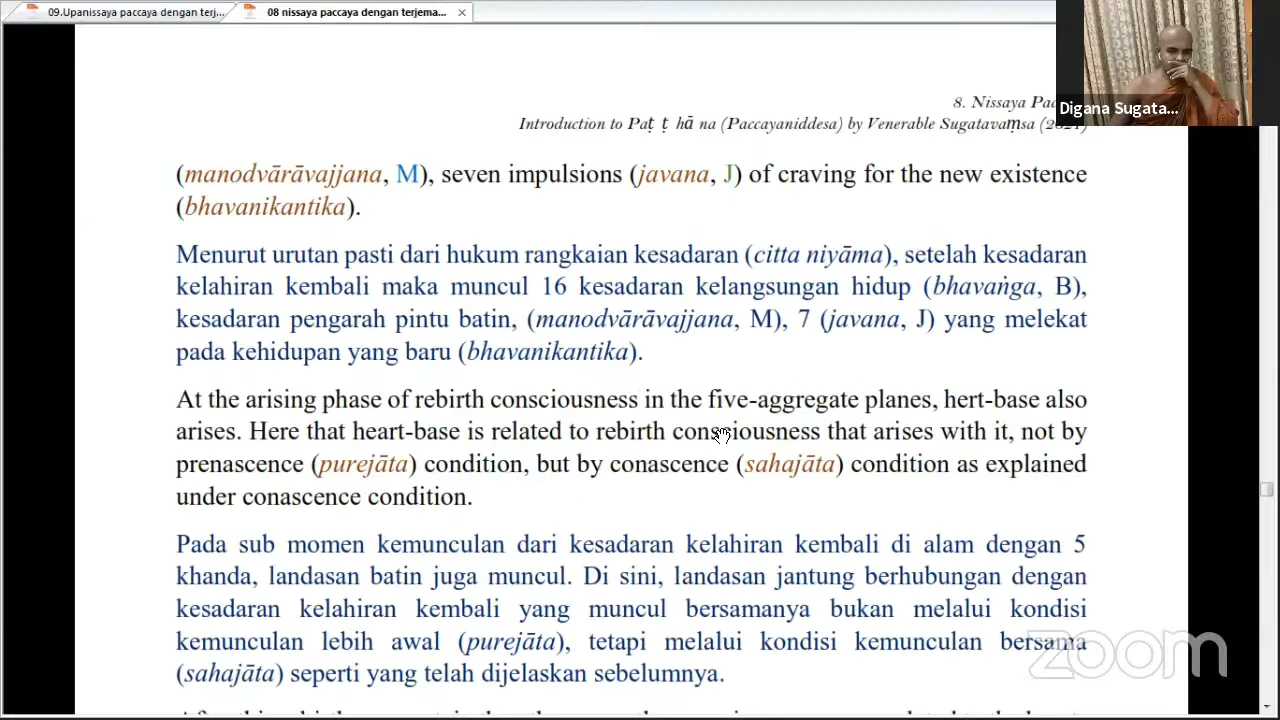 09.Upanissaya paccaya dengan terj...
08 nissaya paccaya dengan terjema...
Digana Sugata...
8. Nissaya
Introduction to Paṭ ṭ hā na (Paccayaniddesa) by Venerable Sugatavaṃsa
(manodvārāvajjana, M), seven impulsions (javana, J) of craving for the new existence
(bhavanikantika).
Menurut urutan pasti dari hukum rangkaian kesadaran (citta niyāma), setelah kesadaran
kelahiran kembali maka muncul 16 kesadaran kelangsungan hidup (bhavaṅga, B),
kesadaran pengarah pintu batin, (manodvārāvajjana, M), 7 (javana, J) yang melekat
pada kehidupan yang baru (bhavanikantika).
At the arising phase of rebirth consciousness in the five-aggregate planes, hert-base also
arises. Here that heart-base is related to rebirth consciousness that arises with it, not by
prenascence (purejāta) condition, but by conascence (sahajāta) condition as explained
under conascence condition.
Pada sub momen kemunculan dari kesadaran kelahiran kembali di alam dengan 5
khanda, landasan batin juga muncul. Di sini, landasan jantung berhubungan dengan
kesadaran kelahiran kembali yang muncul bersamanya bukan melalui kondisi
kemunculan lebih awal (purejāta), tetapi melalui kondisi kemunculan bersama
(sahajāta) seperti yang telah dijelaskan sebelumnya.
zoom